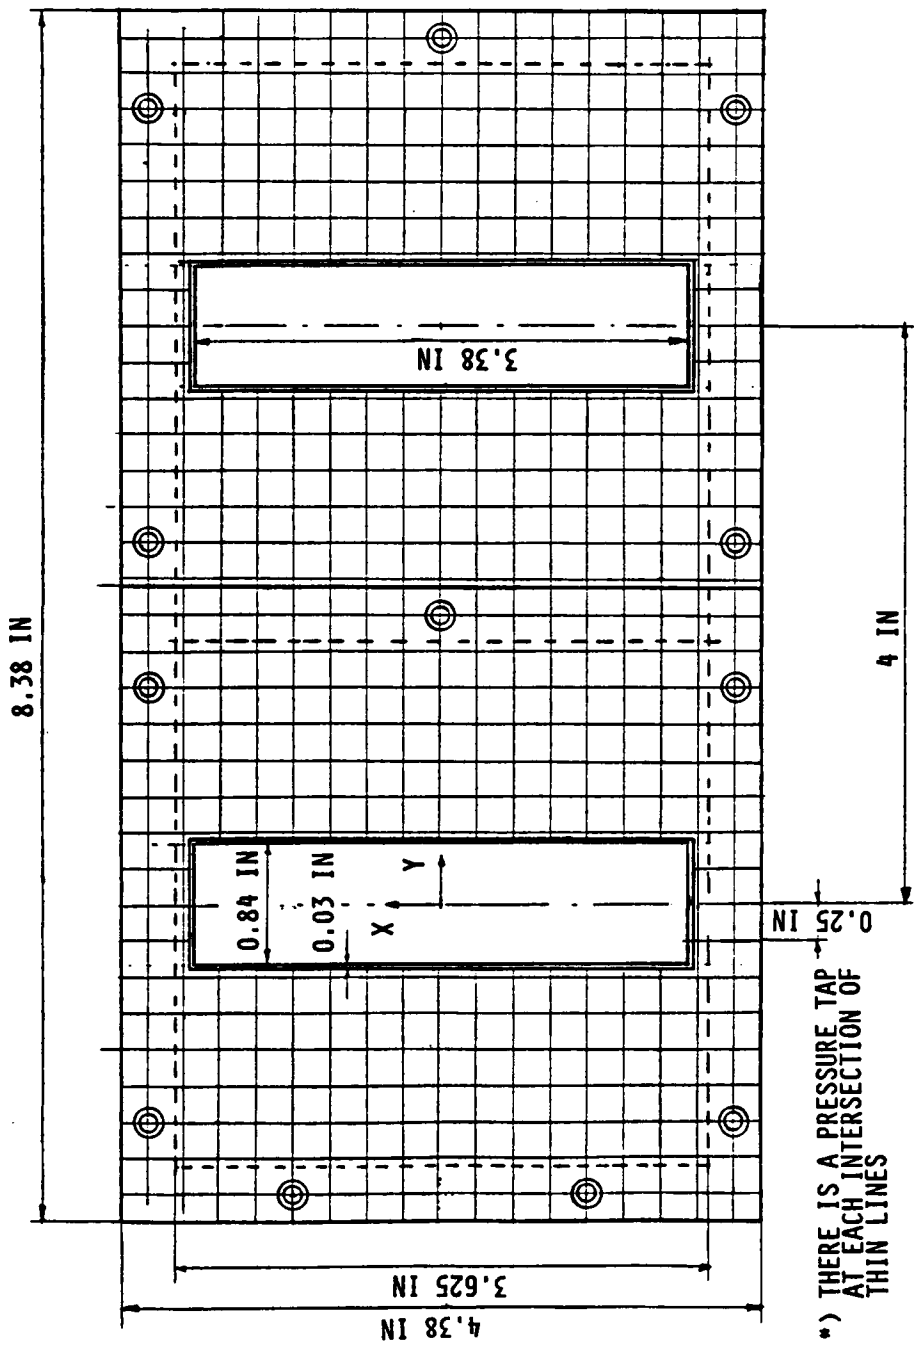 8.38 IN
3.38 IN
4 IN
0.84 IN
0.03 IN
Y
X
0.25
IN
3.625 IN
4.38 IN
*) THERE IS A PRESSURE TAP
AT EACH INTERSECTION OF
THIN LINES